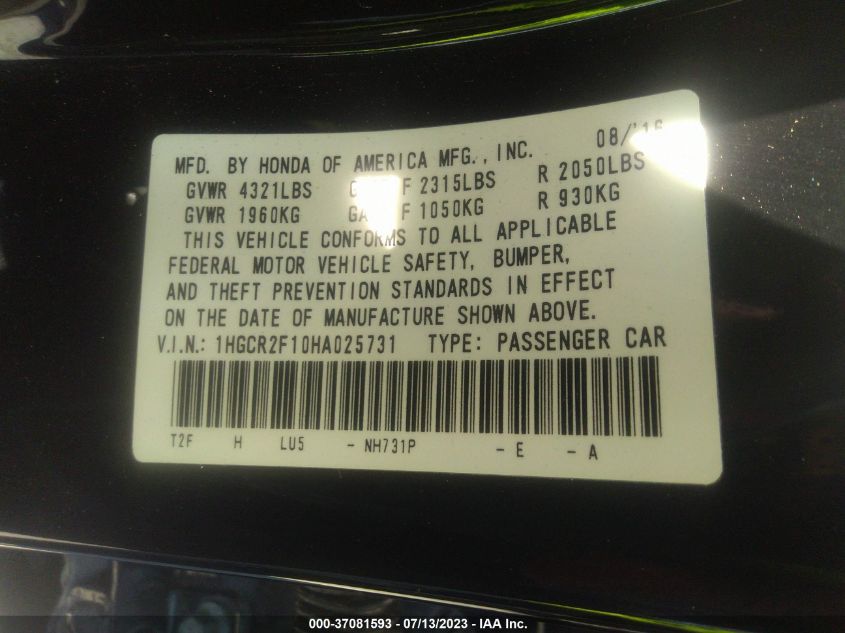 08/'16
MFD. BY HONDA OF AMERICA MFG., INC.
GVWR 4321LBS F 2315LBS R 2050LBS
GVWR 1960KG F 1050KG R 930KG
THIS VEHICLE CONFORMS TO ALL APPLICABLE
FEDERAL MOTOR VEHICLE SAFETY, BUMPER,
AND THEFT PREVENTION STANDARDS IN EFFECT
ON THE DATE OF MANUFACTURE SHOWN ABOVE.
V.I.N.: 1HGCR2F10HA025731 TYPE: PASSENGER CAR
T2F H LU5 - NH731P - E - A
000-37081593 - 07/13/2023 - IAA Inc.